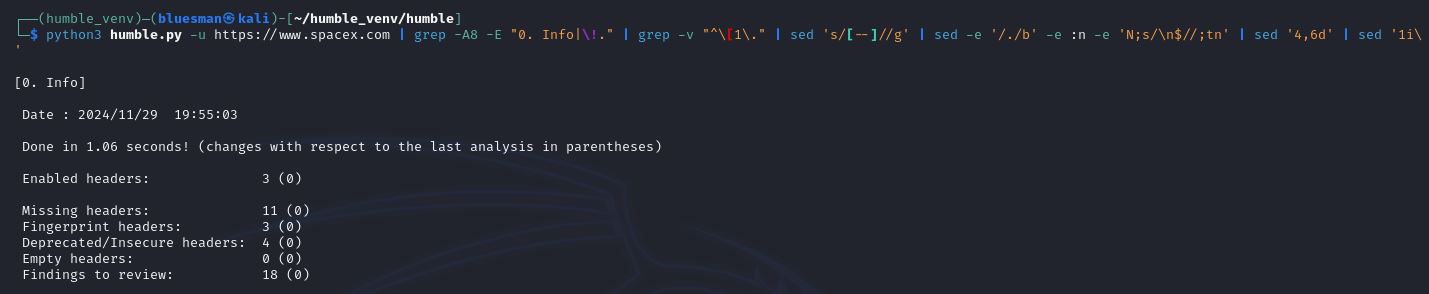 ┌──(humble_venv)─(bluesman㉿kali)-[~/humble_venv/humble]
└─$ python3 humble.py -u https://www.spacex.com | grep -A8 -E "0. Info|\!." | grep -v "^\[1\." | sed 's/[--]//g' | sed -e '/./b' -e :n -e 'N;s/\n$//;tn' | sed '4,6d' | sed '1i\
'
[0. Info]
Date : 2024/11/29  19:55:03
Done in 1.06 seconds! (changes with respect to the last analysis in parentheses)
Enabled headers:              3 (0)
Missing headers:              11 (0)
Fingerprint headers:          3 (0)
Deprecated/Insecure headers:  4 (0)
Empty headers:                0 (0)
Findings to review:           18 (0)